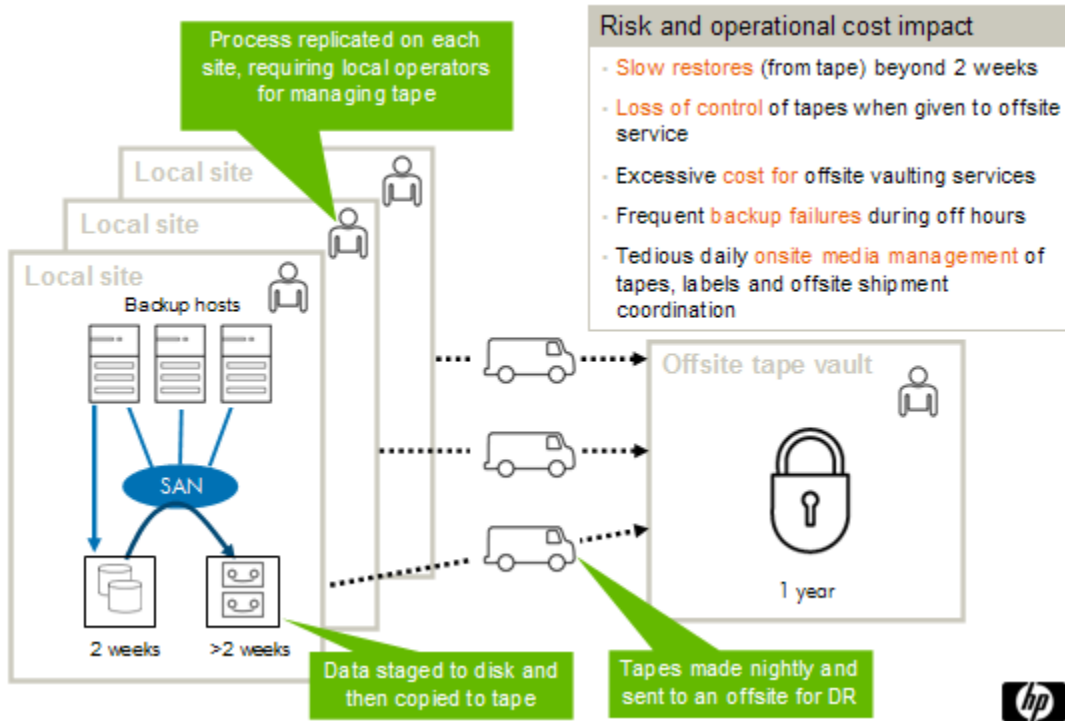 Process replicated on each
site, requiring local operators
for managing tape
Risk and operational cost impact
- Slow restores (from tape) beyond 2 weeks
- Loss of control of tapes when given to offsite
service
- Excessive cost for offsite vaulting services
- Frequent backup failures during off hours
- Tedious daily onsite media management of
tapes, labels and offsite shipment
coordination
Local site
Local site
Local site
Backup hosts
SAN
2 weeks
>2 weeks
Offsite tape vault
1 year
Data staged to disk and
then copied to tape
Tapes made nightly and
sent to an offsite for DR
hp